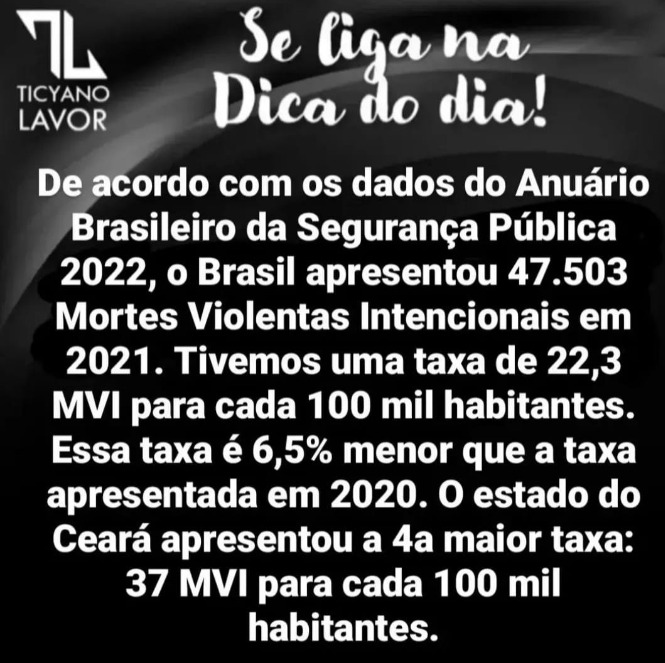 TICYANO
LAVOR
Se liga na
Dica do dia!
De acordo com os dados do Anuário
Brasileiro da Segurança Pública
2022, o Brasil apresentou 47.503
Mortes Violentas Intencionais em
2021. Tivemos uma taxa de 22,3
MVI para cada 100 mil habitantes.
Essa taxa é 6,5% menor que a taxa
apresentada em 2020. O estado do
Ceará apresentou a 4a maior taxa:
37 MVI para cada 100 mil
habitantes.